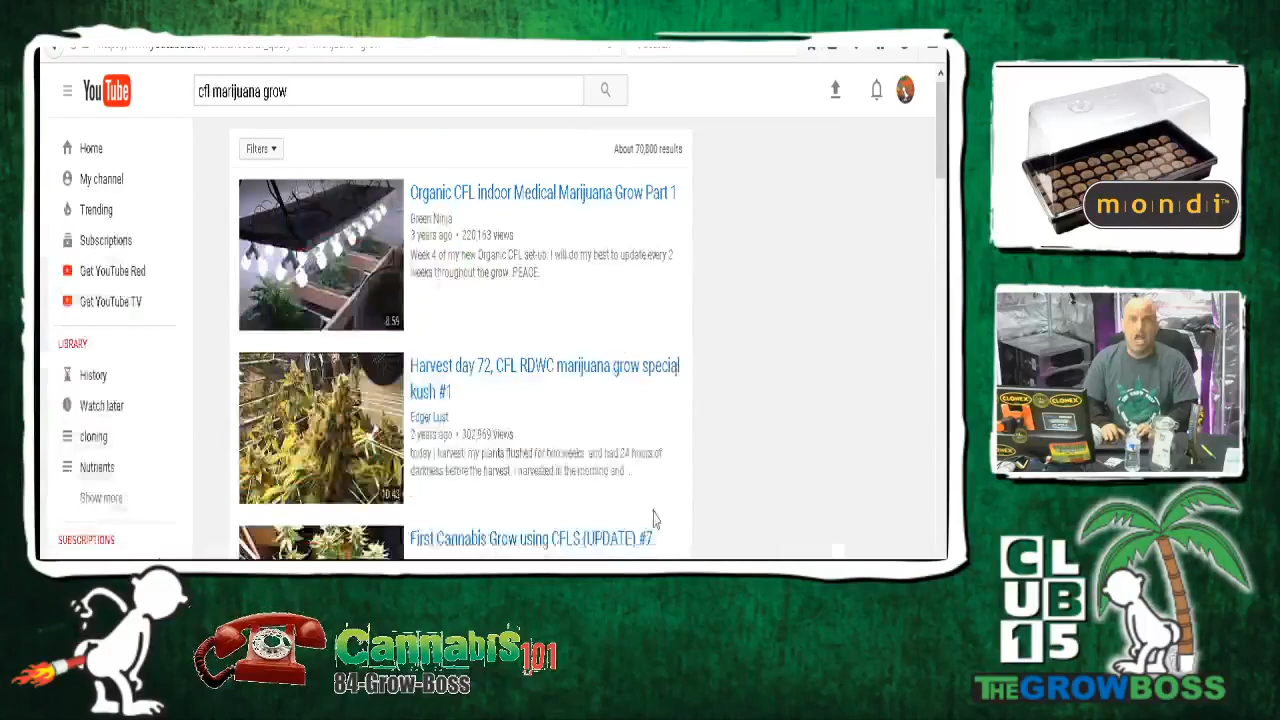 YouTube
cfl marijuana grow
Home
My channel
Trending
Subscriptions
Get YouTube Red
Get YouTube TV
LIBRARY
History
Watch later
cloning
Nutrients
Show more
SUBSCRIPTIONS
Filters
About 70,800 results
Organic CFL indoor Medical Marijuana Grow Part 1
Green Ninja
3 years ago • 220,163 views
Week 4 of my new Organic CFL set-up. I will do my best to update every 2
weeks throughout the grow. PEACE.
8:59
Harvest day 72, CFL RDWC marijuana grow special
kush #1
Edger Lust
2 years ago • 302,969 views
today i harvest. my plants flushed for two weeks and had 24 hours of
darkness before the harvest. i harvested in the morning and ...
10:43
First Cannabis Grow using CFLS (UPDATE) #7
mondi™
CLONEX
CLONEX
CLUB
15
THEGROWBOSS
Cannabis 101
84-Grow-Boss